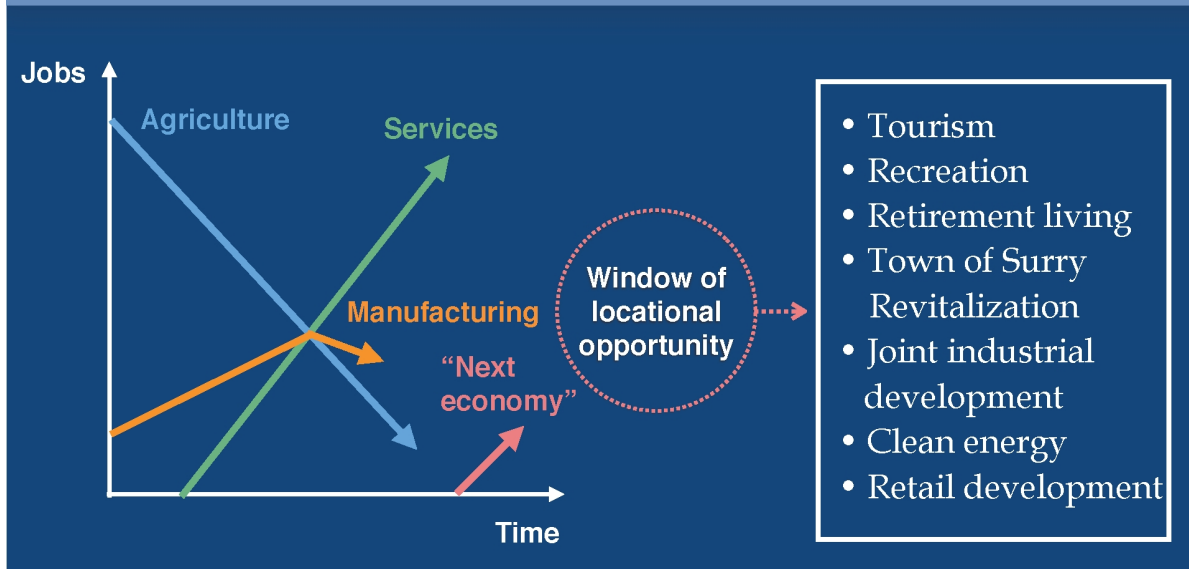 Jobs
Agriculture
Services
Manufacturing
“Next
economy”
Time
Window of
locational
opportunity
• Tourism
• Recreation
• Retirement living
• Town of Surry
Revitalization
• Joint industrial
development
• Clean energy
• Retail development